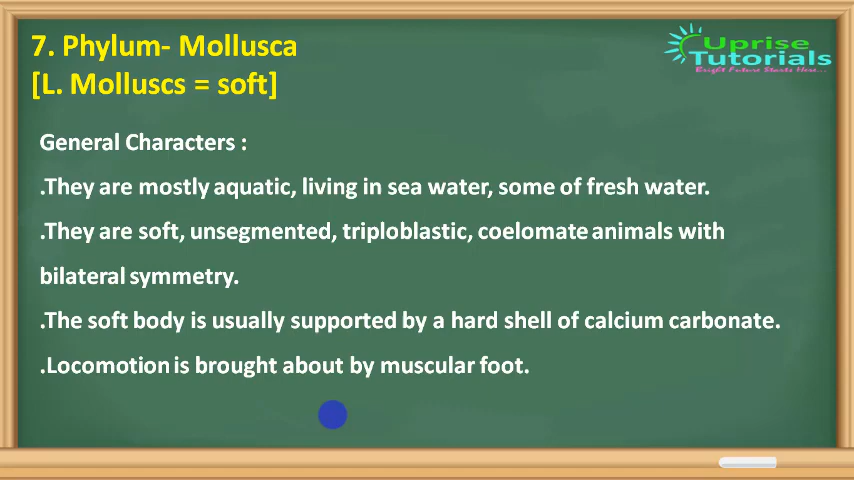 7. Phylum- Mollusca
[L. Molluscs = soft]
Uprise
Tutorials
Bright Future Starts Here...
General Characters :
.They are mostly aquatic, living in sea water, some of fresh water.
.They are soft, unsegmented, triploblastic, coelomate animals with
bilateral symmetry.
.The soft body is usually supported by a hard shell of calcium carbonate.
.Locomotion is brought about by muscular foot.